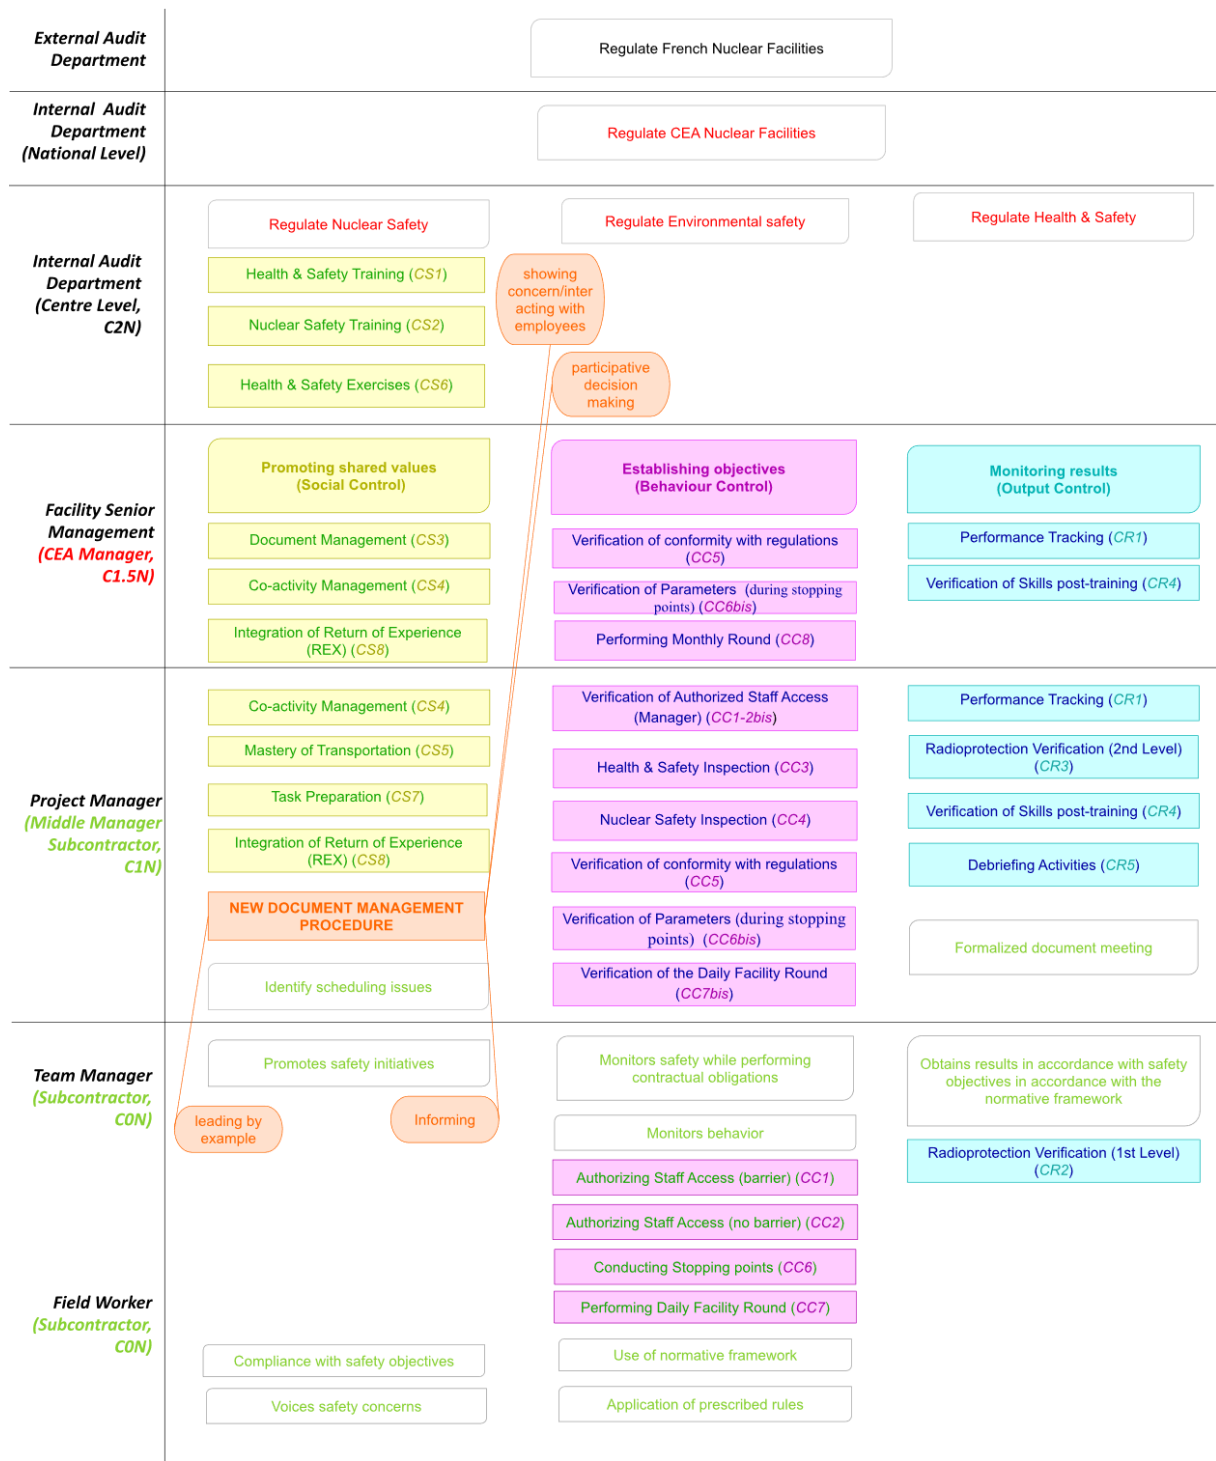 External Audit
Department
Regulate French Nuclear Facilities
Internal Audit
Department
(National Level)
Regulate CEA Nuclear Facilities
Internal Audit
Department
(Centre Level,
C2N)
Regulate Nuclear Safety
Regulate Environmental safety
Regulate Health & Safety
Health & Safety Training (CS1)
Nuclear Safety Training (CS2)
Health & Safety Exercises (CS6)
showing
concern/inter
acting with
employees
participative
decision
making
Facility Senior
Management
(CEA Manager,
C1.5N)
Promoting shared values
(Social Control)
Document Management (CS3)
Co-activity Management (CS4)
Integration of Return of Experience
(REX) (CS8)
Establishing objectives
(Behaviour Control)
Verification of conformity with regulations
(CC5)
Verification of Parameters (during stopping
points) (CC6bis)
Performing Monthly Round (CC8)
Monitoring results
(Output Control)
Performance Tracking (CR1)
Verification of Skills post-training (CR4)
Project Manager
(Middle Manager
Subcontractor,
C1N)
Co-activity Management (CS4)
Mastery of Transportation (CS5)
Task Preparation (CS7)
Integration of Return of Experience
(REX) (CS8)
NEW DOCUMENT MANAGEMENT
PROCEDURE
Identify scheduling issues
Verification of Authorized Staff Access
(Manager) (CC1-2bis)
Health & Safety Inspection (CC3)
Nuclear Safety Inspection (CC4)
Verification of conformity with regulations
(CC5)
Verification of Parameters (during stopping
points) (CC6bis)
Verification of the Daily Facility Round
(CC7bis)
Performance Tracking (CR1)
Radioprotection Verification (2nd Level)
(CR3)
Verification of Skills post-training (CR4)
Debriefing Activities (CR5)
Formalized document meeting
Team Manager
(Subcontractor,
C0N)
Promotes safety initiatives
leading by
example
Informing
Monitors safety while performing
contractual obligations
Monitors behavior
Authorizing Staff Access (barrier) (CC1)
Authorizing Staff Access (no barrier) (CC2)
Conducting Stopping points (CC6)
Performing Daily Facility Round (CC7)
Obtains results in accordance with safety
objectives in accordance with the
normative framework
Radioprotection Verification (1st Level)
(CR2)
Field Worker
(Subcontractor,
C0N)
Compliance with safety objectives
Voices safety concerns
Use of normative framework
Application of prescribed rules